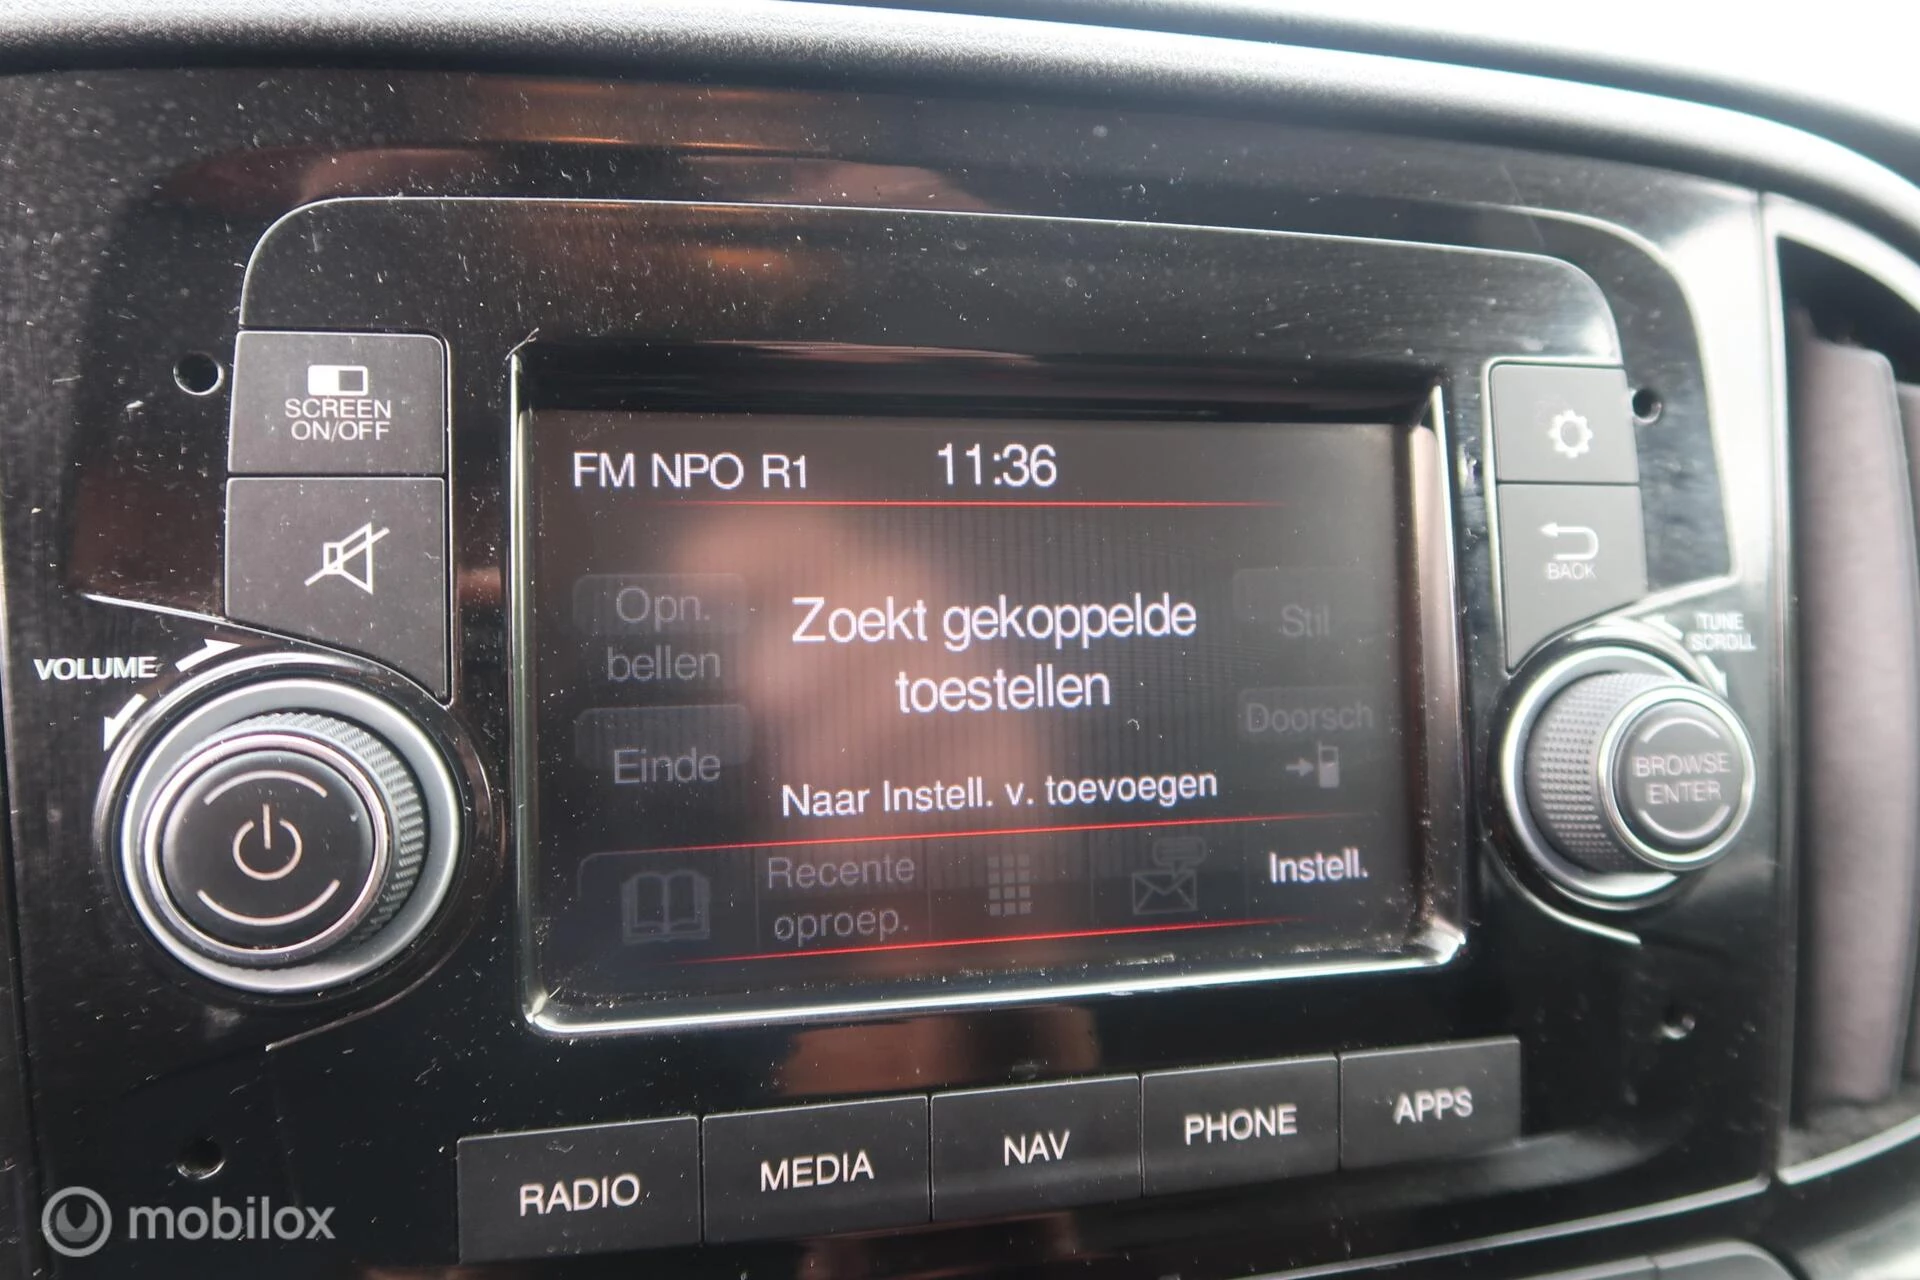 SCREEN
ON/OFF
VOLUME
FM NPO R1 11:36
Opn.
bellen
Zoekt gekoppelde
toestellen
Stil
Einde
Doorsch
Naar Instell. v. toevoegen
Recente
oproep.
Instell.
BACK
TUNE
SCROLL
BROWSE
ENTER
RADIO
MEDIA
NAV
PHONE
APPS
mobilox